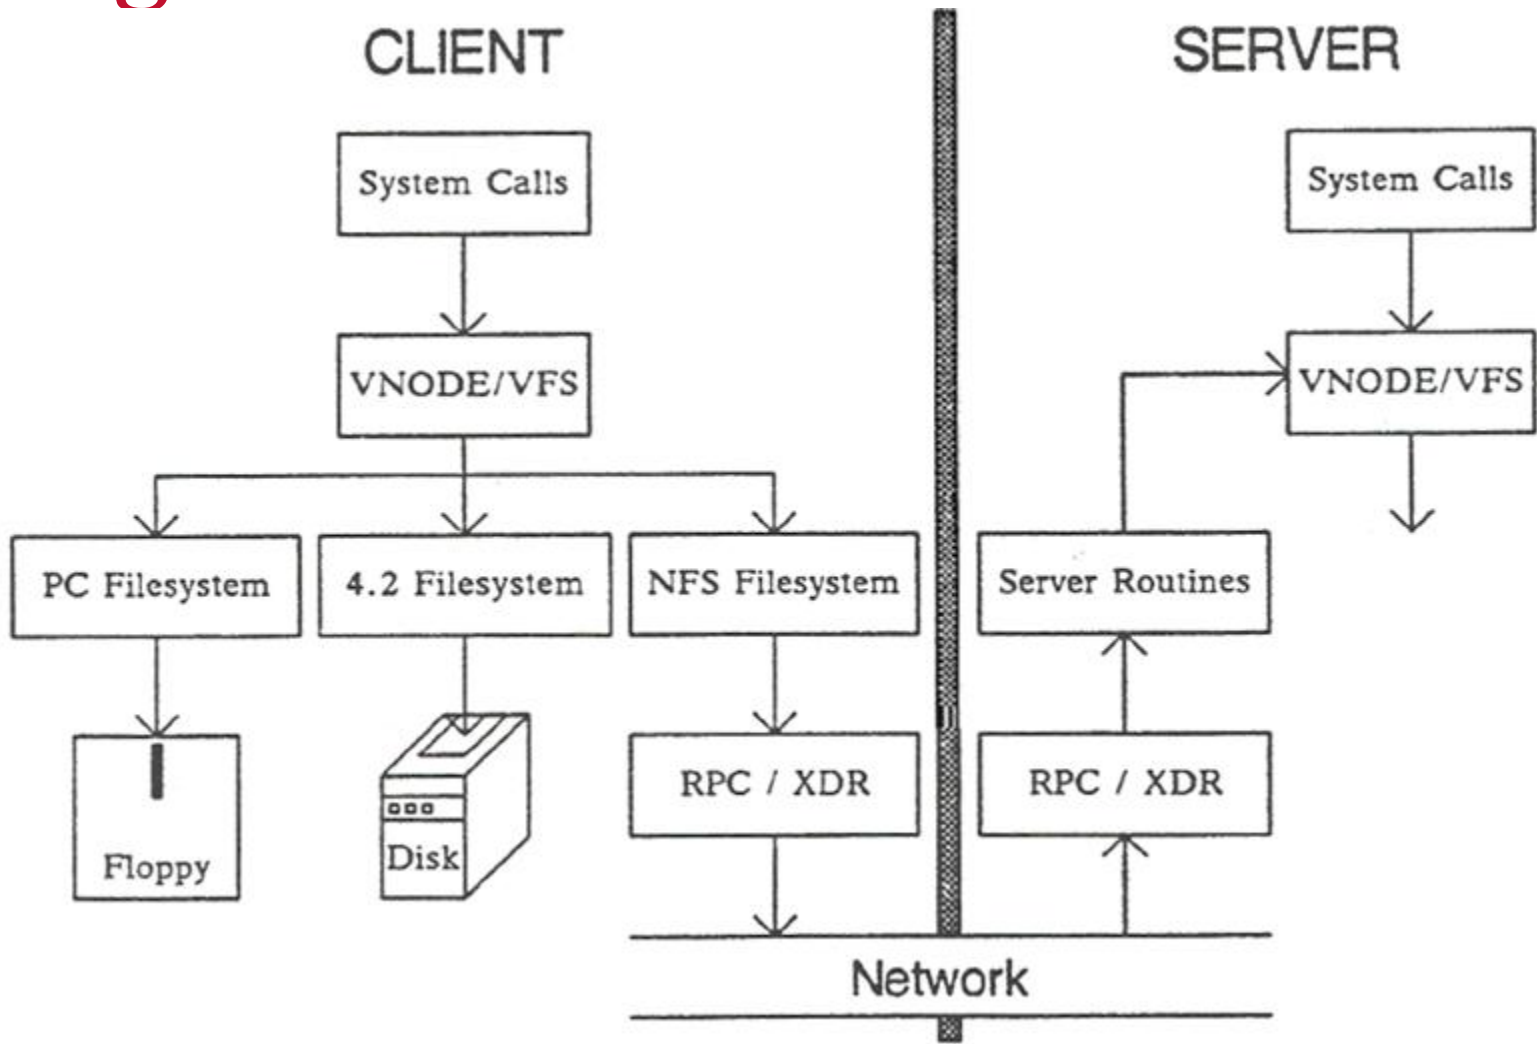 CLIENT
SERVER
System Calls
System Calls
VNODE/VFS
VNODE/VFS
PC Filesystem
4.2 Filesystem
NFS Filesystem
Server Routines
RPC / XDR
RPC / XDR
Floppy
Disk
Network